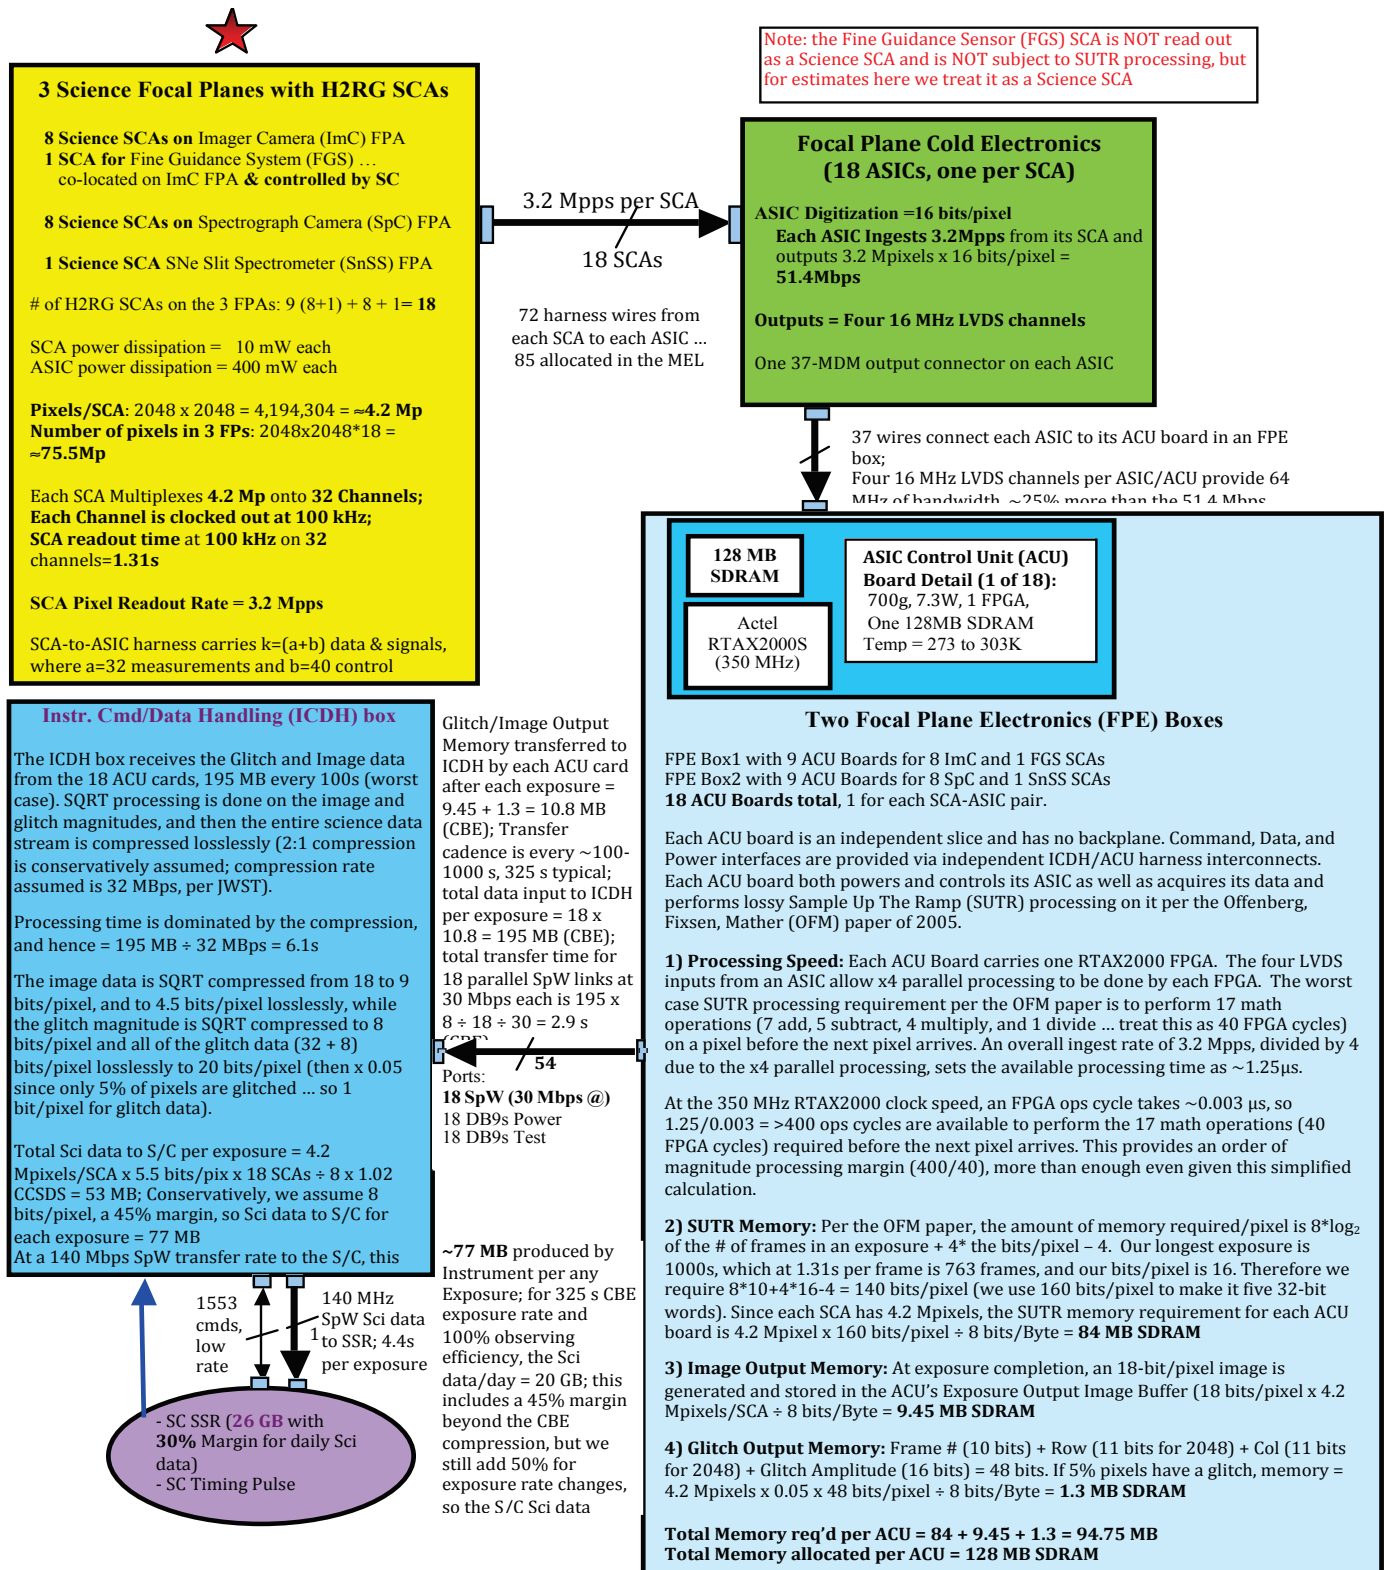 Note: the Fine Guidance Sensor (FGS) SCA is NOT read out
as a Science SCA and is NOT subject to SUTR processing, but
for estimates here we treat it as a Science SCA
3 Science Focal Planes with H2RG SCAs
8 Science SCAs on Imager Camera (ImC) FPA
1 SCA for Fine Guidance System (FGS) …
co-located on ImC FPA & controlled by SC
8 Science SCAs on Spectrograph Camera (SpC) FPA
1 Science SCA SNe Slit Spectrometer (SnSS) FPA
# of H2RG SCAs on the 3 FPAs: 9 (8+1) + 8 + 1= 18
SCA power dissipation = 10 mW each
ASIC power dissipation = 400 mW each
Pixels/SCA: 2048 x 2048 = 4,194,304 = ≈4.2 Mp
Number of pixels in 3 FPs: 2048x2048*18 =
≈75.5Mp
Each SCA Multiplexes 4.2 Mp onto 32 Channels;
Each Channel is clocked out at 100 kHz;
SCA readout time at 100 kHz on 32
channels=1.31s
SCA Pixel Readout Rate = 3.2 Mpps
SCA-to-ASIC harness carries k=(a+b) data & signals,
where a=32 measurements and b=40 control
3.2 Mpps per SCA
18 SCAs
72 harness wires from
each SCA to each ASIC …
85 allocated in the MEL
Focal Plane Cold Electronics
(18 ASICs, one per SCA)
ASIC Digitization =16 bits/pixel
Each ASIC Ingests 3.2Mpps from its SCA and
outputs 3.2 Mpixels x 16 bits/pixel =
51.4Mbps
Outputs = Four 16 MHz LVDS channels
One 37-MDM output connector on each ASIC
37 wires connect each ASIC to its ACU board in an FPE
box;
Four 16 MHz LVDS channels per ASIC/ACU provide 64
MHz of bandwidth, ~25% more than the 51.4 Mbps
128 MB
SDRAM
Actel
RTAX2000S
(350 MHz)
ASIC Control Unit (ACU)
Board Detail (1 of 18):
700g, 7.3W, 1 FPGA,
One 128MB SDRAM
Temp = 273 to 303K
Two Focal Plane Electronics (FPE) Boxes
FPE Box1 with 9 ACU Boards for 8 ImC and 1 FGS SCAs
FPE Box2 with 9 ACU Boards for 8 SpC and 1 SnSS SCAs
18 ACU Boards total, 1 for each SCA-ASIC pair.
Each ACU board is an independent slice and has no backplane. Command, Data, and
Power interfaces are provided via independent ICDH/ACU harness interconnects.
Each ACU board both powers and controls its ASIC as well as acquires its data and
performs lossy Sample Up The Ramp (SUTR) processing on it per the Offenberg,
Fixsen, Mather (OFM) paper of 2005.
1) Processing Speed: Each ACU Board carries one RTAX2000 FPGA. The four LVDS
inputs from an ASIC allow x4 parallel processing to be done by each FPGA. The worst
case SUTR processing requirement per the OFM paper is to perform 17 math
operations (7 add, 5 subtract, 4 multiply, and 1 divide … treat this as 40 FPGA cycles)
on a pixel before the next pixel arrives. An overall ingest rate of 3.2 Mpps, divided by 4
due to the x4 parallel processing, sets the available processing time as ~1.25µs.
At the 350 MHz RTAX2000 clock speed, an FPGA ops cycle takes ~0.003 µs, so
1.25/0.003 = >400 ops cycles are available to perform the 17 math operations (40
FPGA cycles) required before the next pixel arrives. This provides an order of
magnitude processing margin (400/40), more than enough even given this simplified
calculation.
2) SUTR Memory: Per the OFM paper, the amount of memory required/pixel is 8*log2
of the # of frames in an exposure + 4* the bits/pixel – 4. Our longest exposure is
1000s, which at 1.31s per frame is 763 frames, and our bits/pixel is 16. Therefore we
require 8*10+4*16-4 = 140 bits/pixel (we use 160 bits/pixel to make it five 32-bit
words). Since each SCA has 4.2 Mpixels, the SUTR memory requirement for each ACU
board is 4.2 Mpixel x 160 bits/pixel ÷ 8 bits/Byte = 84 MB SDRAM
3) Image Output Memory: At exposure completion, an 18-bit/pixel image is
generated and stored in the ACU's Exposure Output Image Buffer (18 bits/pixel x 4.2
Mpixels/SCA ÷ 8 bits/Byte = 9.45 MB SDRAM
4) Glitch Output Memory: Frame # (10 bits) + Row (11 bits for 2048) + Col (11 bits
for 2048) + Glitch Amplitude (16 bits) = 48 bits. If 5% pixels have a glitch, memory =
4.2 Mpixels x 0.05 x 48 bits/pixel ÷ 8 bits/Byte = 1.3 MB SDRAM
Total Memory req'd per ACU = 84 + 9.45 + 1.3 = 94.75 MB
Total Memory allocated per ACU = 128 MB SDRAM
Instr. Cmd/Data Handling (ICDH) box
The ICDH box receives the Glitch and Image data
from the 18 ACU cards, 195 MB every 100s (worst
case). SQRT processing is done on the image and
glitch magnitudes, and then the entire science data
stream is compressed losslessly (2:1 compression
is conservatively assumed; compression rate
assumed is 32 MBps, per JWST).
Processing time is dominated by the compression,
and hence = 195 MB ÷ 32 MBps = 6.1s
The image data is SQRT compressed from 18 to 9
bits/pixel, and to 4.5 bits/pixel losslessly, while
the glitch magnitude is SQRT compressed to 8
bits/pixel and all of the glitch data (32 + 8)
bits/pixel losslessly to 20 bits/pixel (then x 0.05
since only 5% of pixels are glitched … so 1
bit/pixel for glitch data).
Total Sci data to S/C per exposure = 4.2
Mpixels/SCA x 5.5 bits/pix x 18 SCAs ÷ 8 x 1.02
CCSDS = 53 MB; Conservatively, we assume 8
bits/pixel, a 45% margin, so Sci data to S/C for
each exposure = 77 MB
At a 140 Mbps SpW transfer rate to the S/C, this
Glitch/Image Output
Memory transferred to
ICDH by each ACU card
after each exposure =
9.45 + 1.3 = 10.8 MB
(CBE); Transfer
cadence is every ~100-
1000 s, 325 s typical;
total data input to ICDH
per exposure = 18 x
10.8 = 195 MB (CBE);
total transfer time for
18 parallel SpW links at
30 Mbps each is 195 x
8 ÷ 18 ÷ 30 = 2.9 s
(CBE)
54
Ports:
18 SpW (30 Mbps @)
18 DB9s Power
18 DB9s Test
~77 MB produced by
Instrument per any
Exposure; for 325 s CBE
exposure rate and
100% observing
efficiency, the Sci
data/day = 20 GB; this
includes a 45% margin
beyond the CBE
compression, but we
still add 50% for
exposure rate changes,
so the S/C Sci data
1553
cmds,
low
rate
1
140 MHz
SpW Sci data
to SSR; 4.4s
per exposure
- SC SSR (26 GB with
30% Margin for daily Sci
data)
- SC Timing Pulse